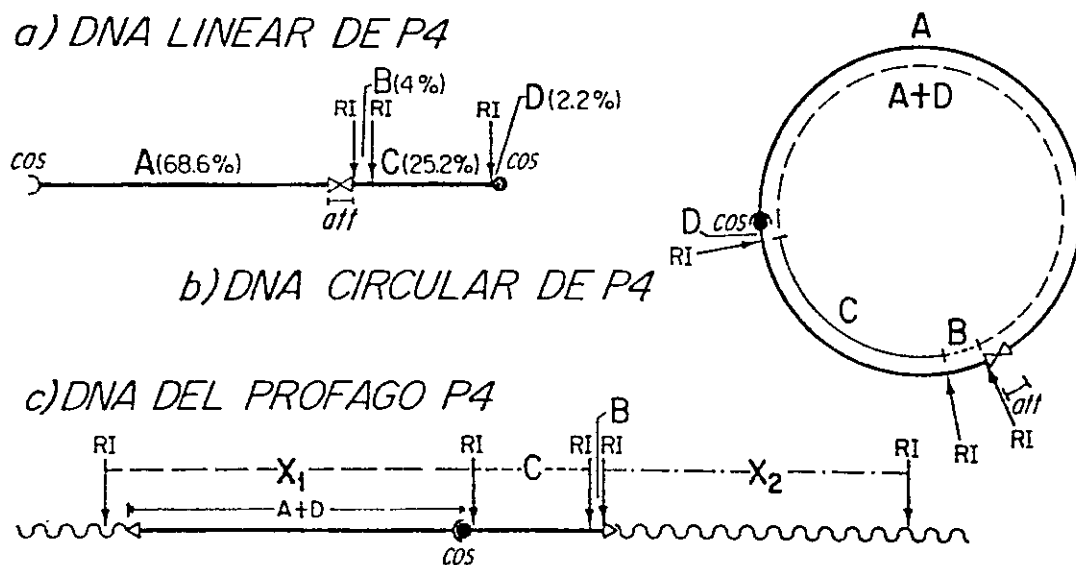 a) DNA LINEAR DE P4
B(4%)
RI RI RI D(2.2%)
cos A(68.6%) C(25.2%) cos
att
A
A+D
D cos
RI
b) DNA CIRCULAR DE P4
C B
att
RI RI
c) DNA DEL PROFAGO P4
B
RI RI RI RI RI
X1 C X2
A+D
cos